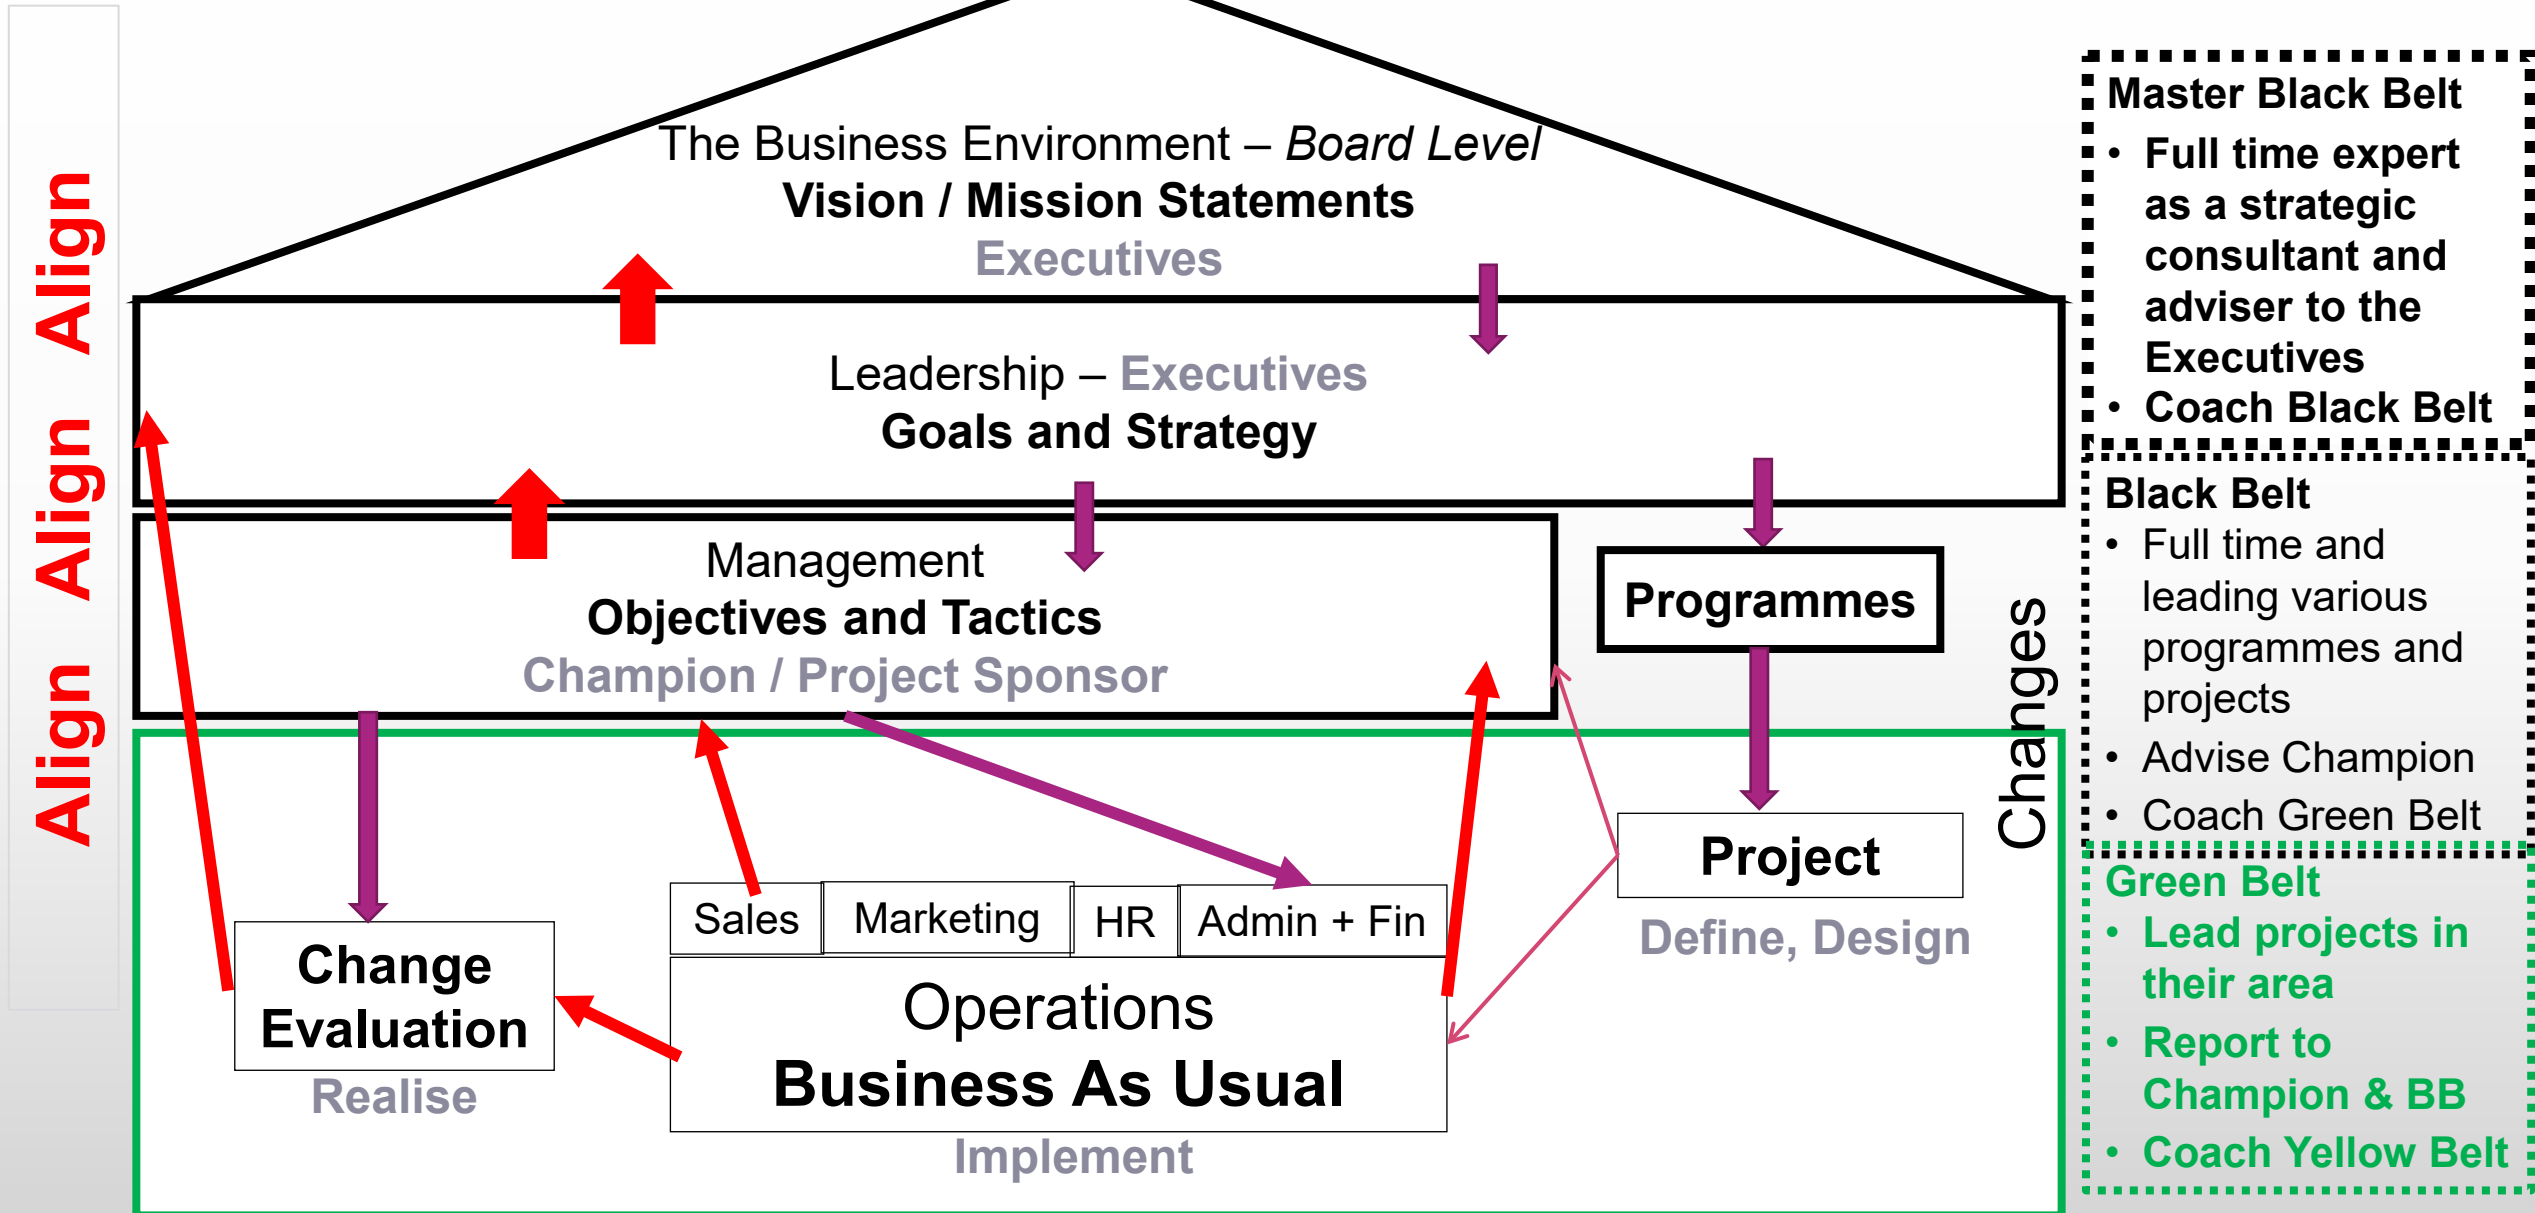 Align
Align
Align
The Business Environment – Board Level
Vision / Mission Statements
Executives
Leadership – Executives
Goals and Strategy
Management
Objectives and Tactics
Champion / Project Sponsor
Programmes
Changes
Project
Define, Design
Sales
Marketing
HR
Admin + Fin
Operations
Business As Usual
Implement
Change
Evaluation
Realise
Master Black Belt
• Full time expert
as a strategic
consultant and
adviser to the
Executives
• Coach Black Belt
Black Belt
• Full time and
leading various
programmes and
projects
• Advise Champion
• Coach Green Belt
Green Belt
• Lead projects in
their area
• Report to
Champion & BB
• Coach Yellow Belt